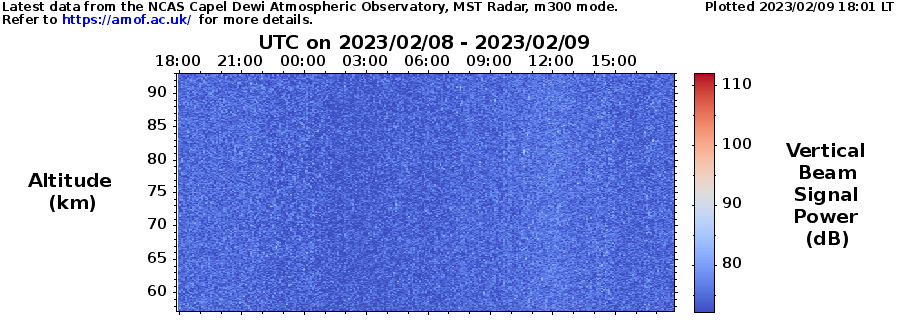 Latest data from the NCAS Capel Dewi Atmospheric Observatory, MST Radar, m300 mode. Plotted 2023/02/09 18:01 LT
Refer to https://amof.ac.uk/ for more details.
UTC on 2023/02/08 - 2023/02/09
18:00 21:00 00:00 03:00 06:00 09:00 12:00 15:00
90
85
80
75
70
65
60
Altitude
(km)
110
100
90
80
Vertical
Beam
Signal
Power
(dB)